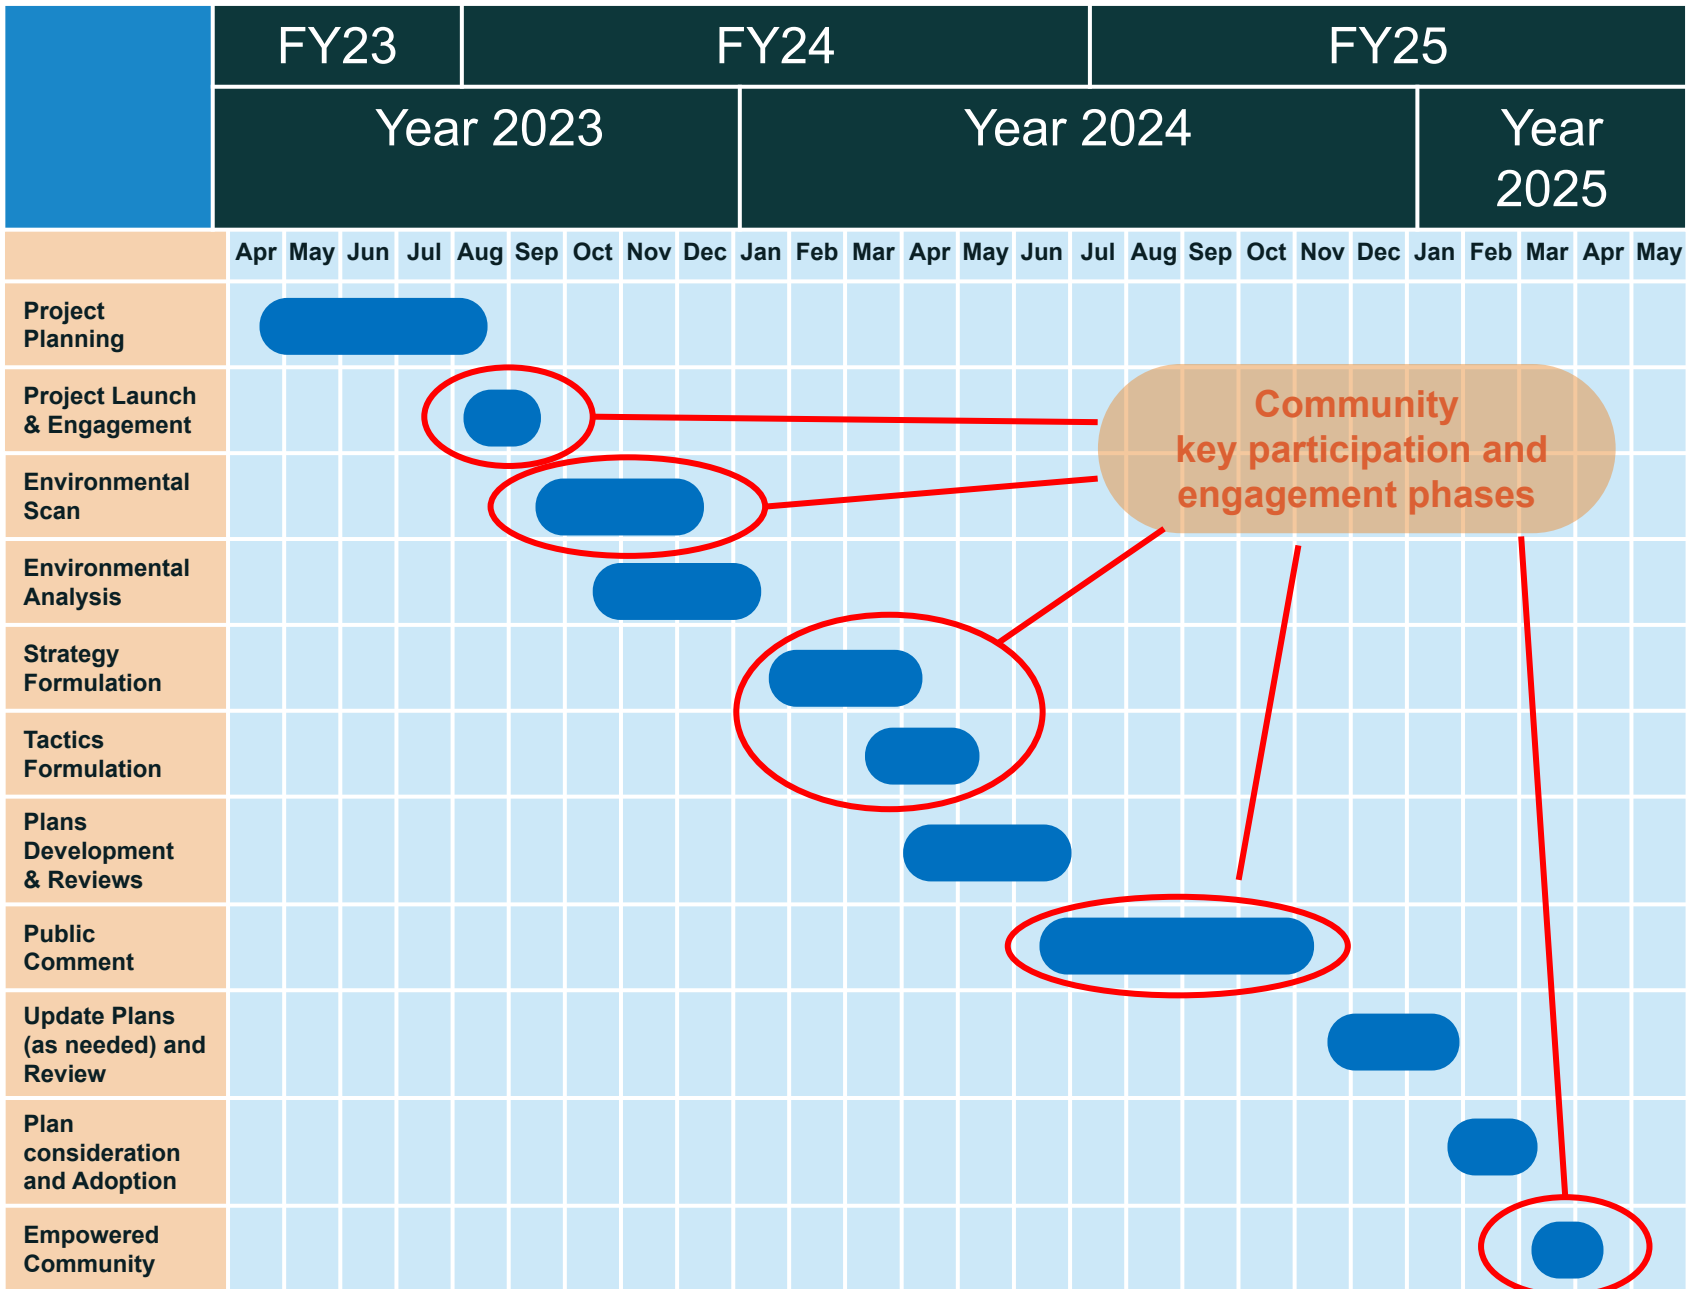 FY23 FY24 FY25
Year 2023 Year 2024 Year
2025
Apr May Jun Jul Aug Sep Oct Nov Dec Jan Feb Mar Apr May Jun Jul Aug Sep Oct Nov Dec Jan Feb Mar Apr May
Project
Planning
Project Launch
& Engagement
Community
key participation and
engagement phases
Environmental
Scan
Environmental
Analysis
Strategy
Formulation
Tactics
Formulation
Plans
Development
& Reviews
Public
Comment
Update Plans
(as needed) and
Review
Plan
consideration
and Adoption
Empowered
Community